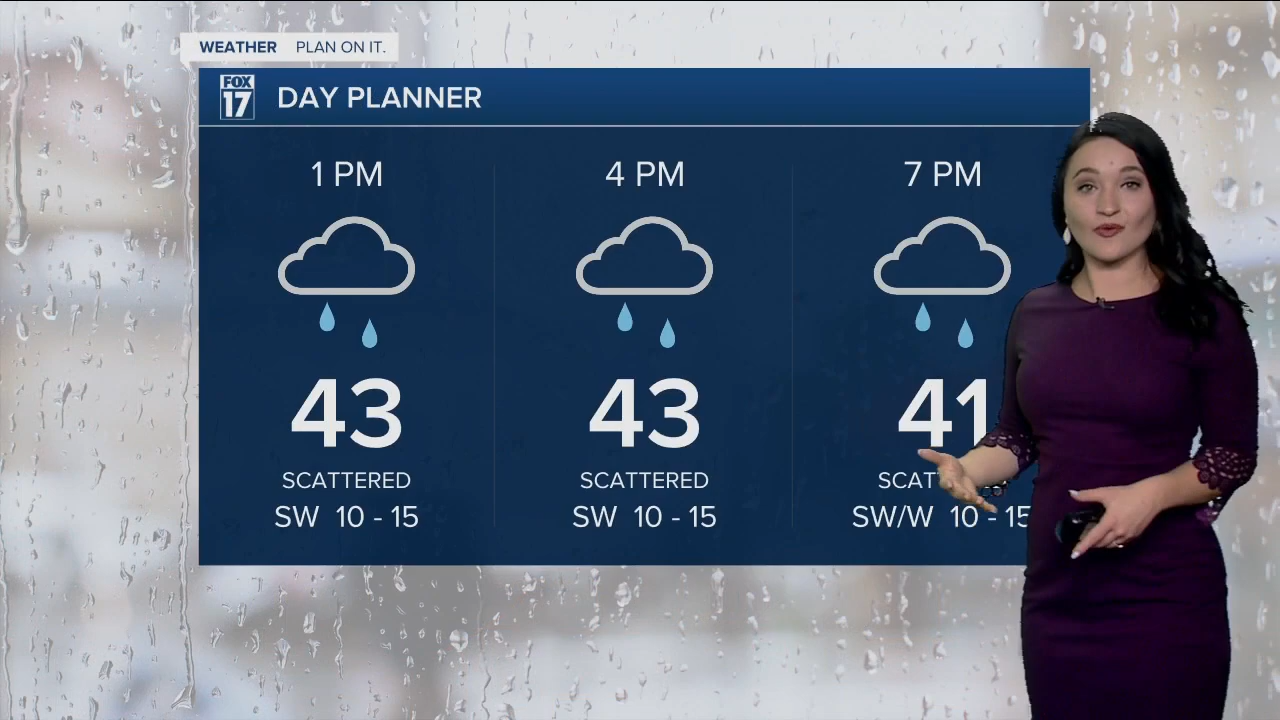 WEATHER PLAN ON IT.
FOX
17
DAY PLANNER
1 PM
4 PM
7 PM
43
43
41
SCATTERED
SCATTERED
SW 10 - 15
SW 10 - 15
SW/W 10 - 15